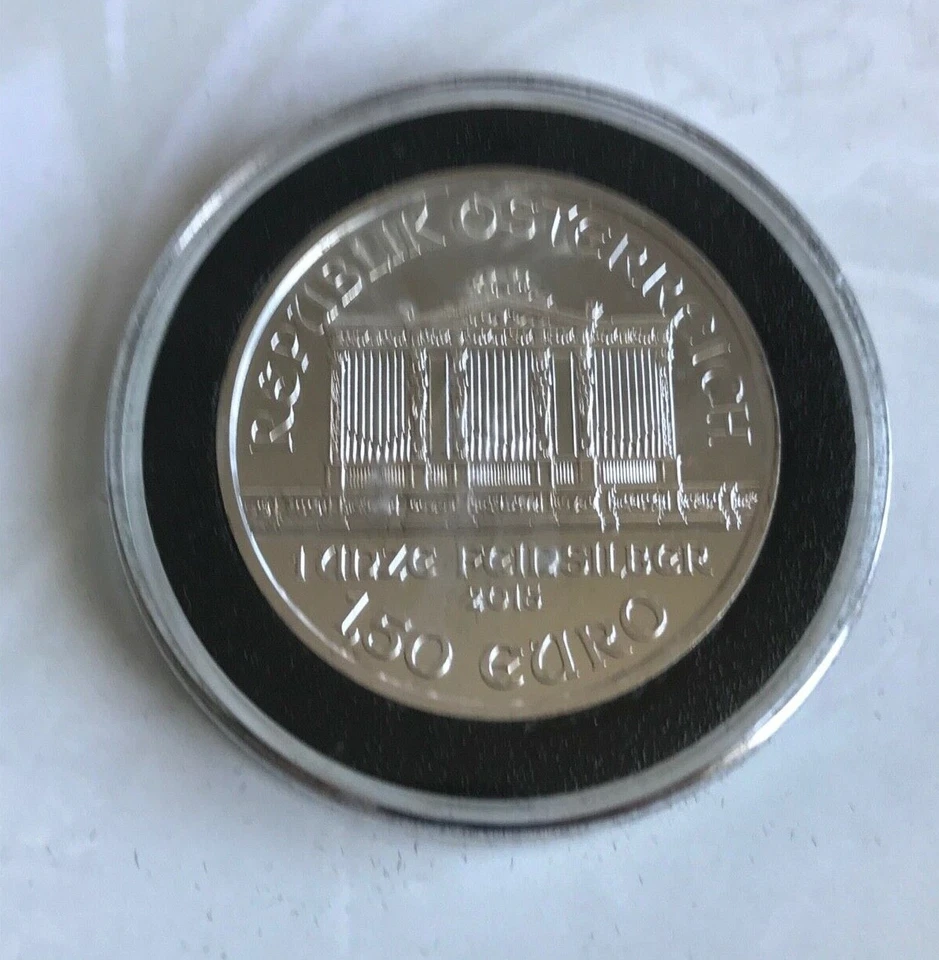 REPUBLIK ÖSTERREICH
1 UNZE FEINSILBER
2018
1,50 EURO